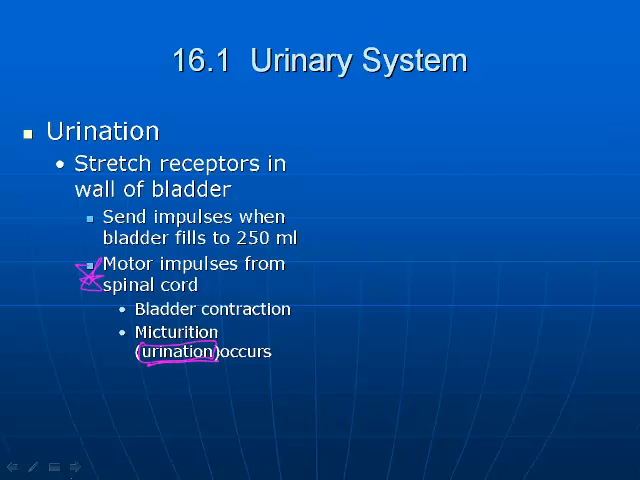 16.1 Urinary System
Urination
Stretch receptors in
wall of bladder
Send impulses when
bladder fills to 250 ml
Motor impulses from
spinal cord
Bladder contraction
Micturition
(urination)occurs